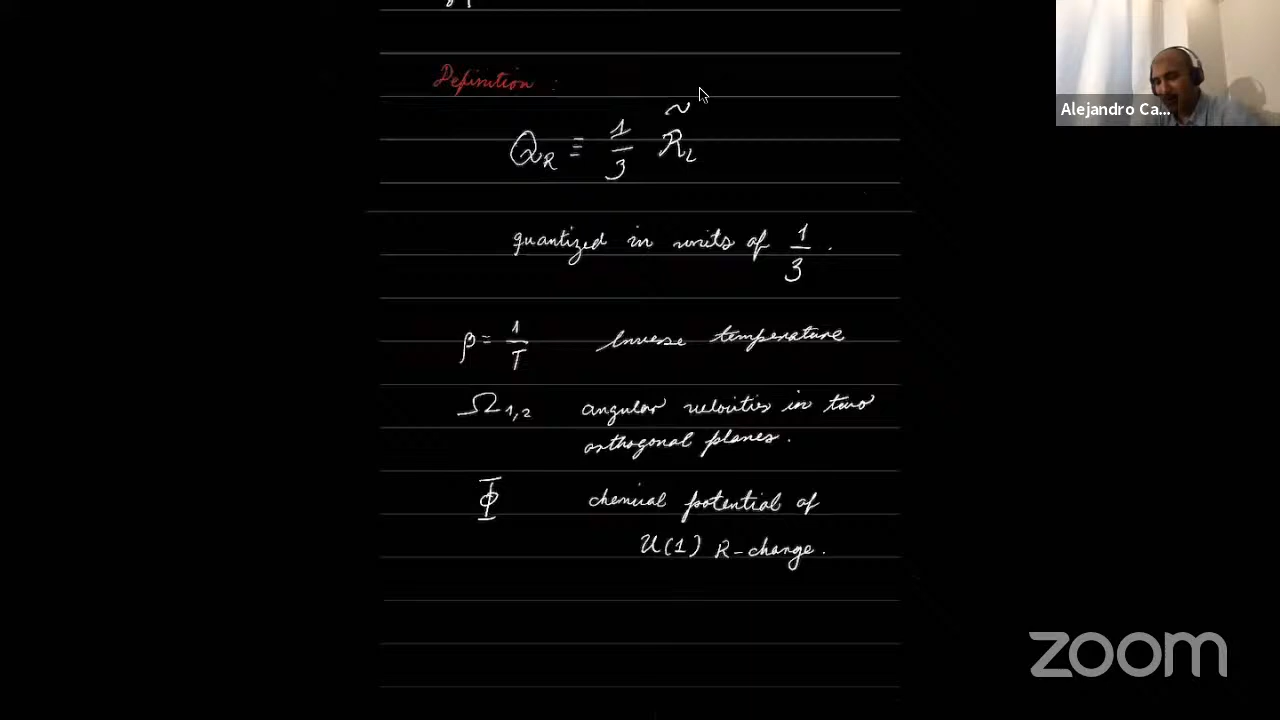 Definition :
Q_R ≡ 1/3 R̃_L
quantized in units of 1/3 .
β = 1/T inverse temperature
Ω_1,2 angular velocities in two
orthogonal planes.
Φ chemical potential of
U(1) R-charge.
Alejandro Ca...
zoom